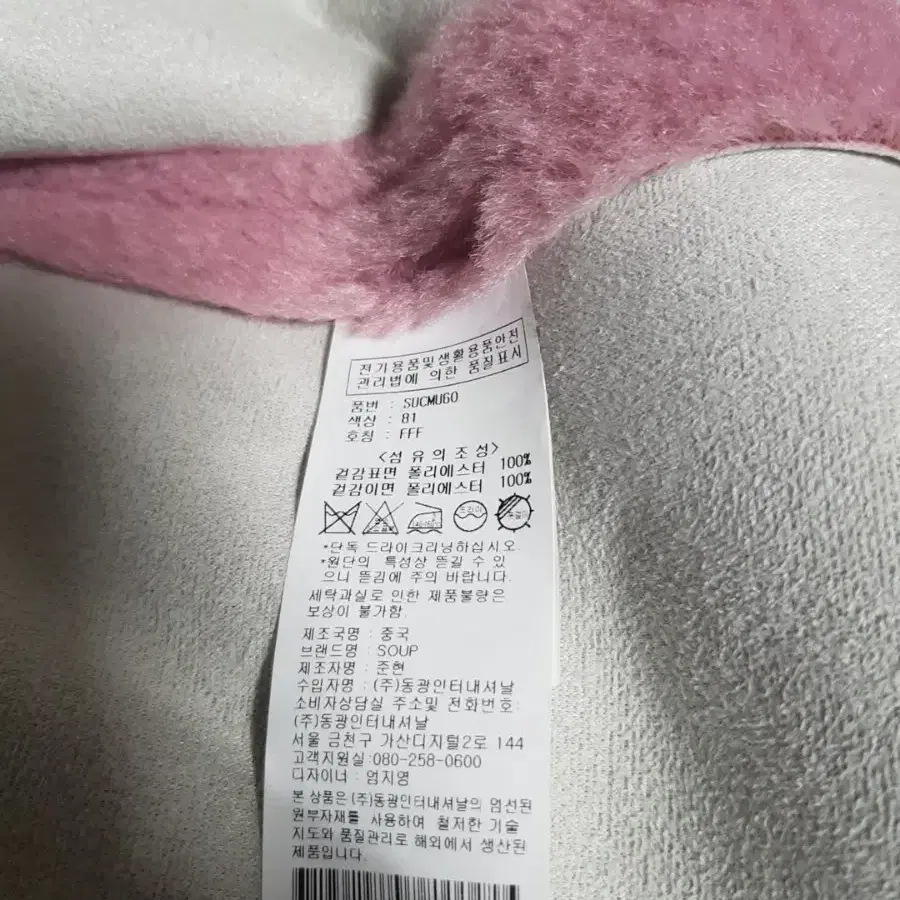 전기용품및생활용품안전
관리법에 의한 품질표시
품번 : SUCMU60
색상 : 81
호칭 : FFF
<섬유의조성>
겉감표면 폴리에스터 100%
겉감이면 폴리에스터 100%
드라이
*단독 드라이크리닝하십시오.
*원단의 특성상 뜯길 수 있
으니 뜯김에 주의 바랍니다.
세탁과실로 인한 제품불량은
보상이 불가함.
제조국명 : 중국
브랜드명 : SOUP
제조자명 : 준현
수입자명 : (주)동광인터내셔날
소비자상담실 주소및 전화번호:
(주)동광인터내셔날
서울 금천구 가산디지털2로 144
고객지원실:080-258-0600
디자이너 : 엄지영
본 상품은 (주)동광인터내셔날의 엄선된
원부자재를 사용하여 철저한 기술
지도와 품질관리로 해외에서 생산된
제품입니다.